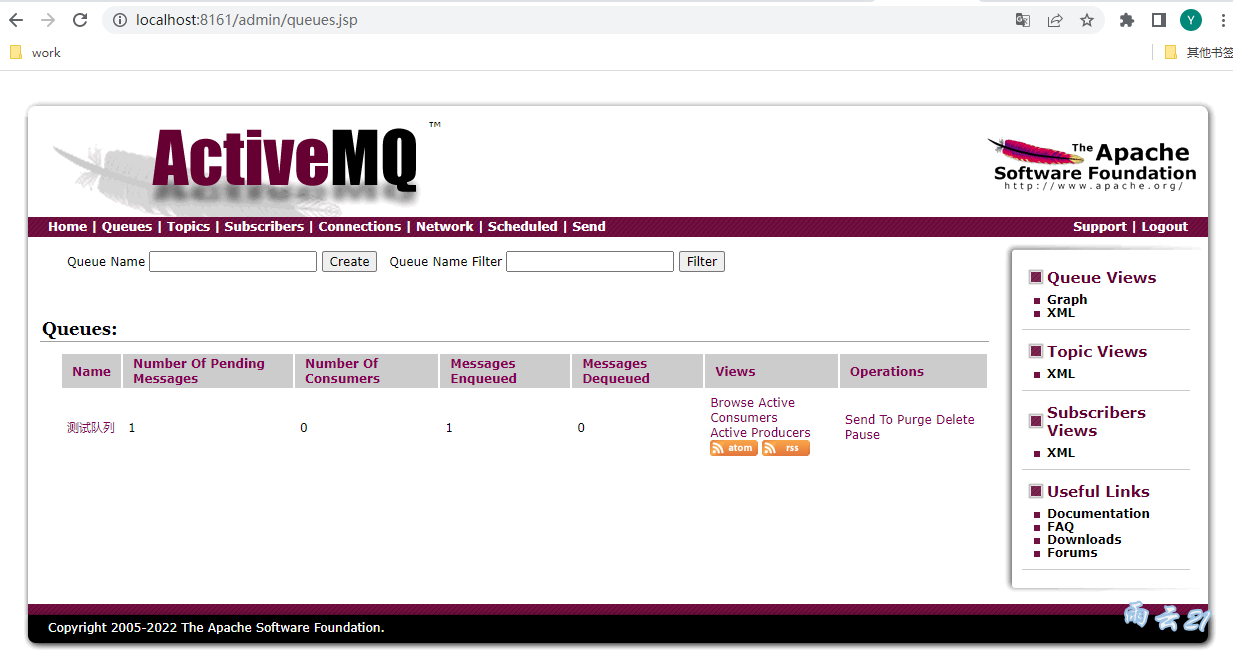 localhost:8161/admin/queues.jsp
Y
work
其他书签
ActiveMQ
TM
The Apache
Software Foundation
http://www.apache.org/
Home | Queues | Topics | Subscribers | Connections | Network | Scheduled | Send
Support | Logout
Queue Name
Create
Queue Name Filter
Filter
Queues:
Name
Number Of Pending
Messages
Number Of
Consumers
Messages
Enqueued
Messages
Dequeued
Views
Operations
测试队列
1
0
1
0
Browse Active
Consumers
Active Producers
atom
rss
Send To Purge Delete
Pause
Queue Views
Graph
XML
Topic Views
XML
Subscribers
Views
XML
Useful Links
Documentation
FAQ
Downloads
Forums
Copyright 2005-2022 The Apache Software Foundation.
雨云21